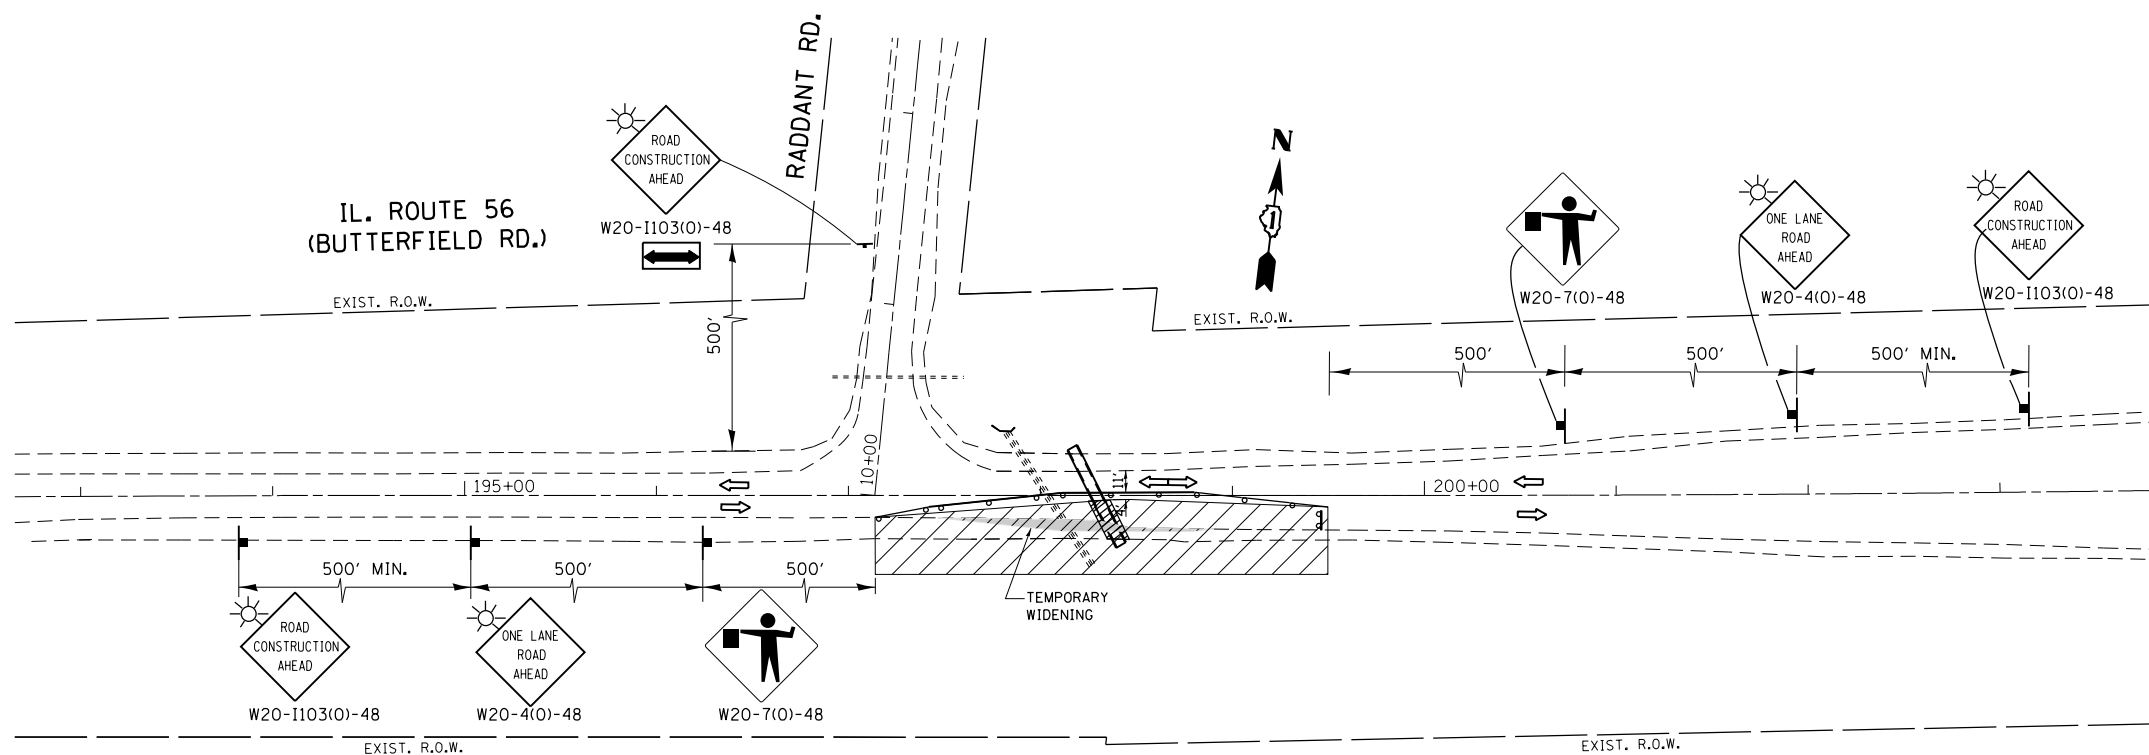 RADDANT RD.
ROAD
CONSTRUCTION
AHEAD
W20-I103(O)-48
IL. ROUTE 56
(BUTTERFIELD RD.)
N
1
W20-7(O)-48
ONE LANE
ROAD
AHEAD
W20-4(O)-48
ROAD
CONSTRUCTION
AHEAD
W20-I103(O)-48
EXIST. R.O.W.
EXIST. R.O.W.
500'
500'
500'
500' MIN.
10+00
195+00
11'
4'
200+00
500' MIN.
500'
500'
TEMPORARY
WIDENING
ROAD
CONSTRUCTION
AHEAD
W20-I103(O)-48
ONE LANE
ROAD
AHEAD
W20-4(O)-48
W20-7(O)-48
EXIST. R.O.W.
EXIST. R.O.W.